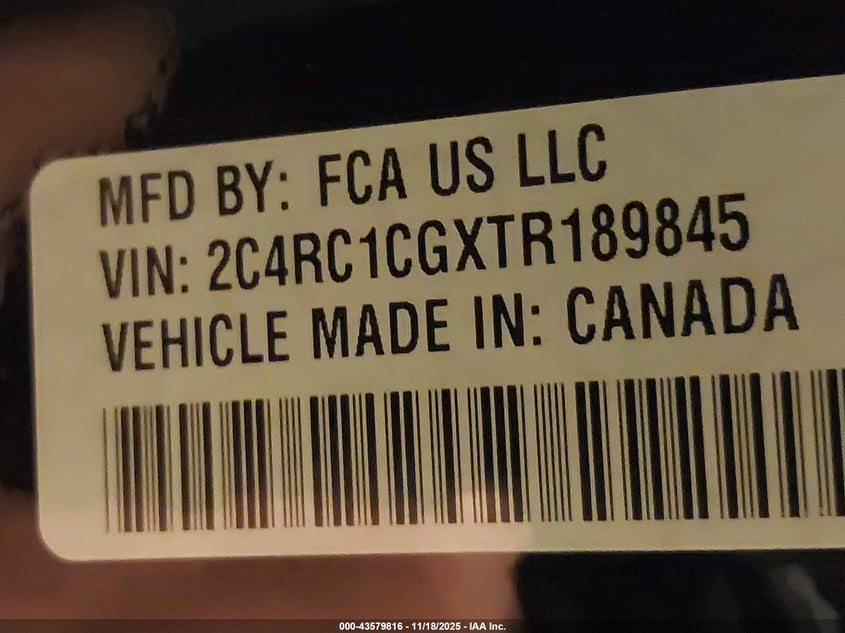 MFD BY: FCA US LLC
VIN: 2C4RC1CGXTR189845
VEHICLE MADE IN: CANADA
000-43579816 - 11/18/2025 - IAA Inc.